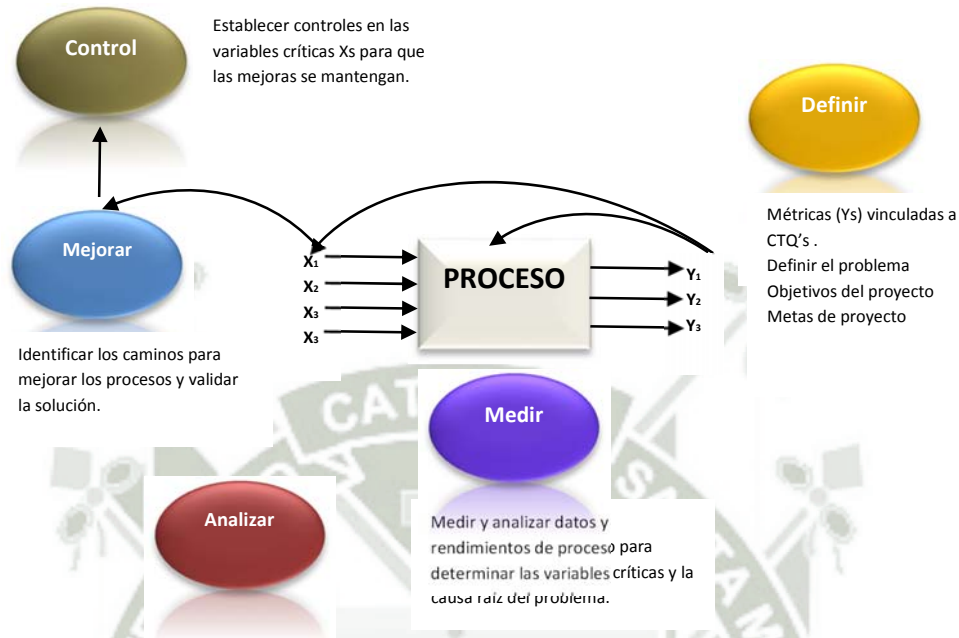 Control
Establecer controles en las
variables críticas Xs para que
las mejoras se mantengan.
Definir
Métricas (Ys) vinculadas a
CTQ's .
Definir el problema
Objetivos del proyecto
Metas de proyecto
Mejorar
Identificar los caminos para
mejorar los procesos y validar
la solución.
X1
X2
X3
X3
PROCESO
Y1
Y2
Y3
Medir
Medir y analizar datos y
rendimientos de proceso para
determinar las variables críticas y la
causa raíz del problema.
Analizar
CAT